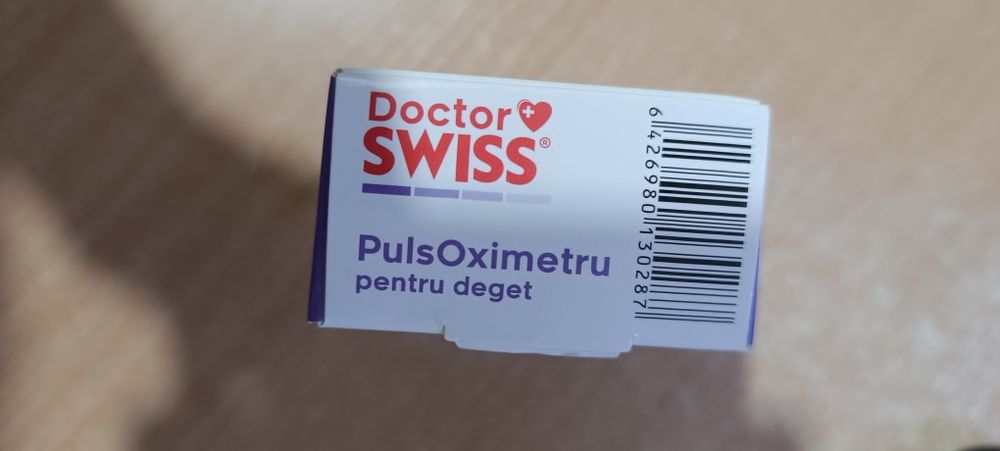 Doctor
SWISS®
PulsOximetru
pentru deget
6426980130287